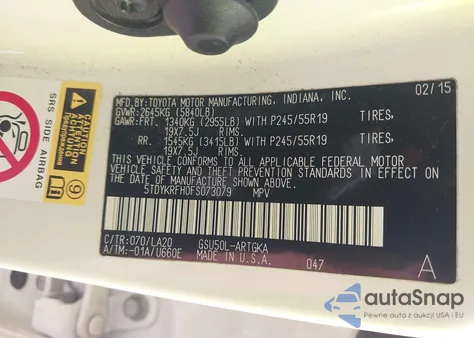 MFD.BY: TOYOTA MOTOR MANUFACTURING, INDIANA, INC. 02/15
GVWR: 2645KG (5840LB)
GAWR: FRT. 1340KG (2955LB) WITH P245/55R19 TIRES,
19X7.5J RIMS.
RR. 1545KG (3415LB) WITH P245/55R19 TIRES,
19X7.5J RIMS.
THIS VEHICLE CONFORMS TO ALL APPLICABLE FEDERAL MOTOR
VEHICLE SAFETY AND THEFT PREVENTION STANDARDS IN EFFECT ON
THE DATE OF MANUFACTURE SHOWN ABOVE.
5TDYKRFH0FS073079 MPV
C/TR: 070/LA20 GSU50L-ARTGKA
A/TM: -01A/U660E MADE IN U.S.A. 047 A
SRS SIDE AIRBAG
ATTENTION
ACHTUNG
autoSnap
Pewne auta z aukcji USA i EU